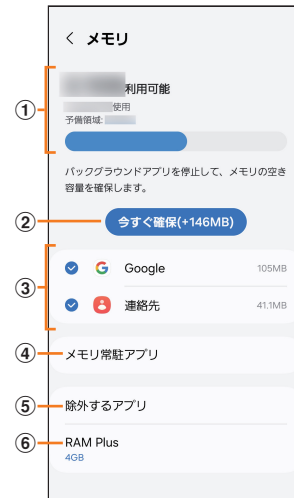 メモリ
利用可能
使用
予備領域:
バックグラウンドアプリを停止して、メモリの空き
容量を確保します。
今すぐ確保(+146MB)
Google 105MB
連絡先 41.1MB
メモリ常駐アプリ
除外するアプリ
RAM Plus
4GB
①
②
③
④
⑤
⑥